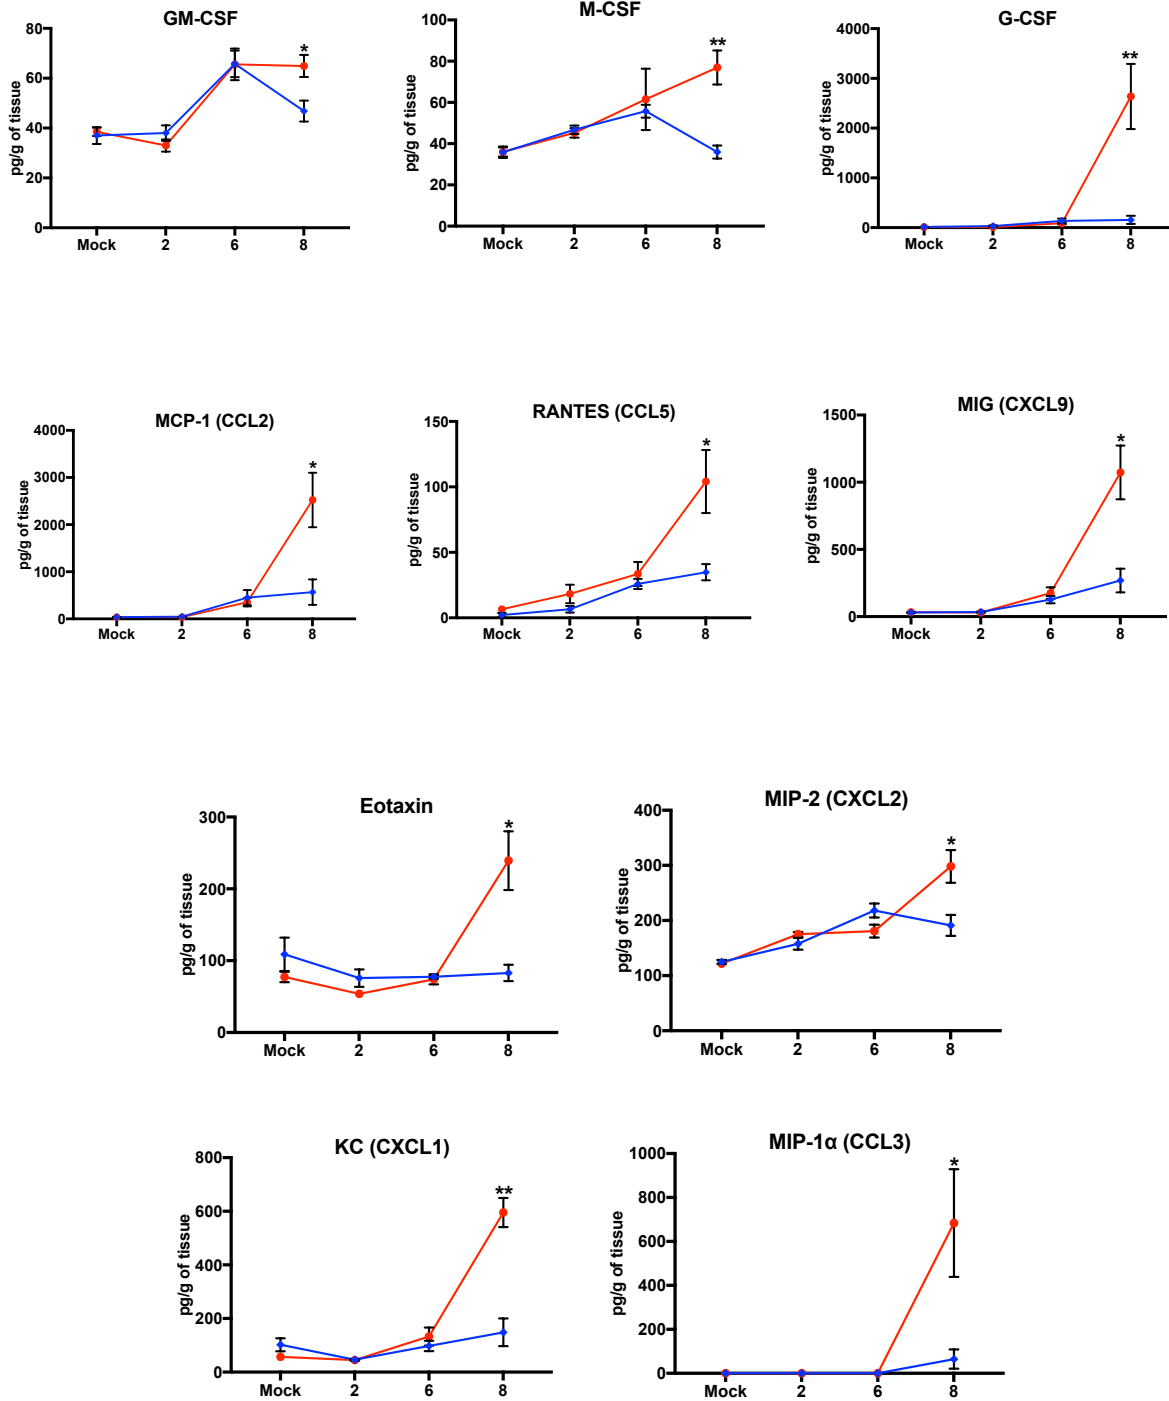 GM-CSF
pg/g of tissue
80
60
40
20
0
*
Mock 2 6 8
M-CSF
pg/g of tissue
100
80
60
40
20
0
**
Mock 2 6 8
G-CSF
pg/g of tissue
4000
3000
2000
1000
0
**
Mock 2 6 8
MCP-1 (CCL2)
pg/g of tissue
4000
3000
2000
1000
0
*
Mock 2 6 8
RANTES (CCL5)
pg/g of tissue
150
100
50
0
*
Mock 2 6 8
MIG (CXCL9)
pg/g of tissue
1500
1000
500
0
*
Mock 2 6 8
Eotaxin
pg/g of tissue
300
200
100
0
*
Mock 2 6 8
MIP-2 (CXCL2)
pg/g of tissue
400
300
200
100
0
*
Mock 2 6 8
KC (CXCL1)
pg/g of tissue
800
600
400
200
0
**
Mock 2 6 8
MIP-1α (CCL3)
pg/g of tissue
1000
800
600
400
200
0
*
Mock 2 6 8